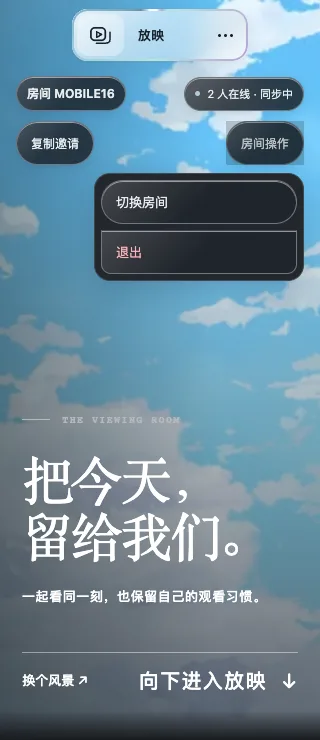 放映
房间 MOBILE16
2 人在线 · 同步中
复制邀请
房间操作
切换房间
退出
THE VIEWING ROOM
把今天，
留给我们。
一起看同一刻，也保留自己的观看习惯。
换个风景 ↗
向下进入放映 ↓